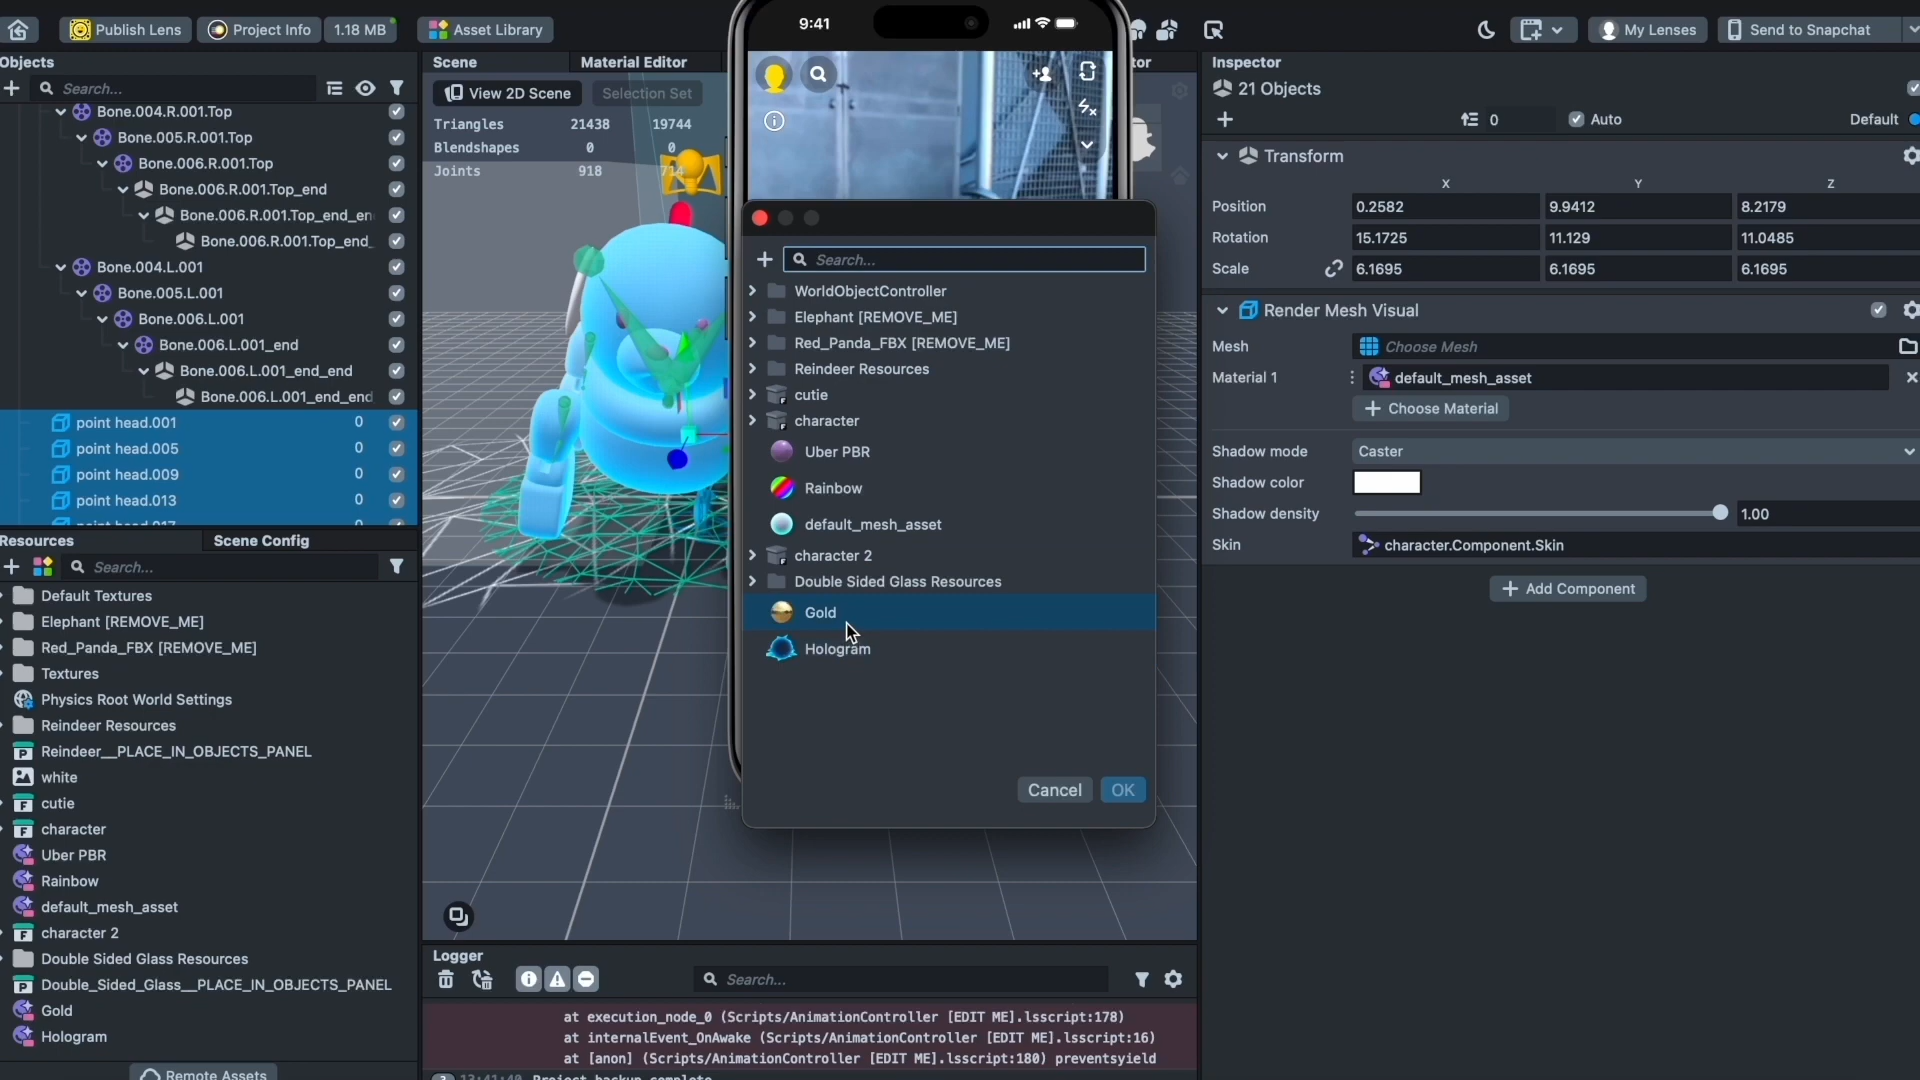 Publish Lens
Project Info
1.18 MB
Asset Library
9:41
My Lenses
Send to Snapchat
Objects
Search...
Bone.004.R.001.Top
Bone.005.R.001.Top
Bone.006.R.001.Top
Bone.006.R.001.Top_end
Bone.006.R.001.Top_end_en
Bone.006.R.001.Top_end_
Bone.004.L.001
Bone.005.L.001
Bone.006.L.001
Bone.006.L.001_end
Bone.006.L.001_end_end
Bone.006.L.001_end_end
point head.001 0
point head.005 0
point head.009 0
point head.013 0
point head.017 0
Resources
Scene Config
Search...
Default Textures
Elephant [REMOVE_ME]
Red_Panda_FBX [REMOVE_ME]
Textures
Physics Root World Settings
Reindeer Resources
Reindeer__PLACE_IN_OBJECTS_PANEL
white
cutie
character
Uber PBR
Rainbow
default_mesh_asset
character 2
Double Sided Glass Resources
Double_Sided_Glass__PLACE_IN_OBJECTS_PANEL
Gold
Hologram
Remote Assets
Scene
Material Editor
tor
View 2D Scene
Selection Set
Triangles 21438 19744
Blendshapes 0 0
Joints 918 714
Search...
WorldObjectController
Elephant [REMOVE_ME]
Red_Panda_FBX [REMOVE_ME]
Reindeer Resources
cutie
character
Uber PBR
Rainbow
default_mesh_asset
character 2
Double Sided Glass Resources
Gold
Hologram
Cancel
OK
Logger
Search...
at execution_node_0 (Scripts/AnimationController [EDIT ME].lsscript:178)
at internalEvent_OnAwake (Scripts/AnimationController [EDIT ME].lsscript:16)
at [anon] (Scripts/AnimationController [EDIT ME].lsscript:180) preventsyield
13:41:40 Project backup complete
Inspector
21 Objects
0
Auto
Default
Transform
X Y Z
Position 0.2582 9.9412 8.2179
Rotation 15.1725 11.129 11.0485
Scale 6.1695 6.1695 6.1695
Render Mesh Visual
Mesh Choose Mesh
Material 1 default_mesh_asset
Choose Material
Shadow mode Caster
Shadow color
Shadow density 1.00
Skin character.Component.Skin
Add Component